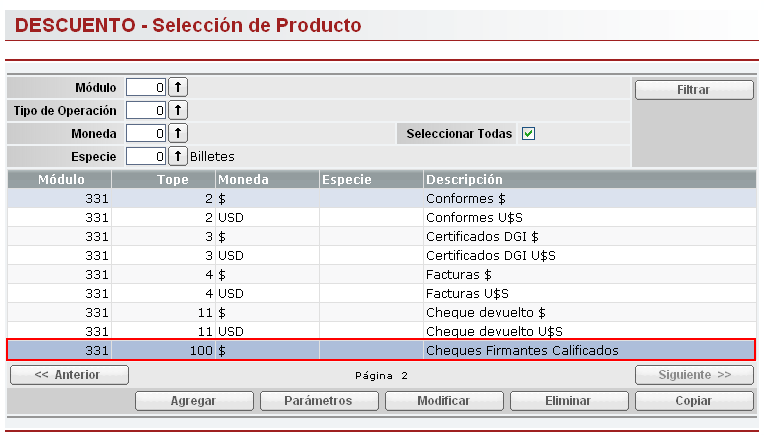 DESCUENTO - Selección de Producto
Módulo 0 Filtrar
Tipo de Operación 0
Moneda 0 Seleccionar Todas
Especie 0 Billetes
Módulo Tope Moneda Especie Descripción
331 2 $ Conformes $
331 2 USD Conformes U$S
331 3 $ Certificados DGI $
331 3 USD Certificados DGI U$S
331 4 $ Facturas $
331 4 USD Facturas U$S
331 11 $ Cheque devuelto $
331 11 USD Cheque devuelto U$S
331 100 $ Cheques Firmantes Calificados
<< Anterior Página 2 Siguiente >>
Agregar Parámetros Modificar Eliminar Copiar